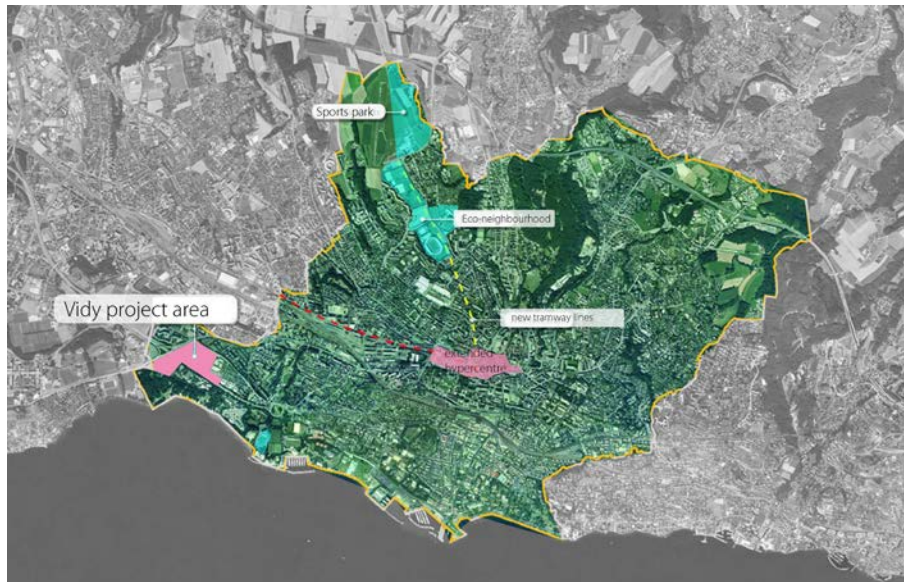 Sports park
Eco-neighbourhood
Vidy project area
new tramway lines
extended
hypercentre